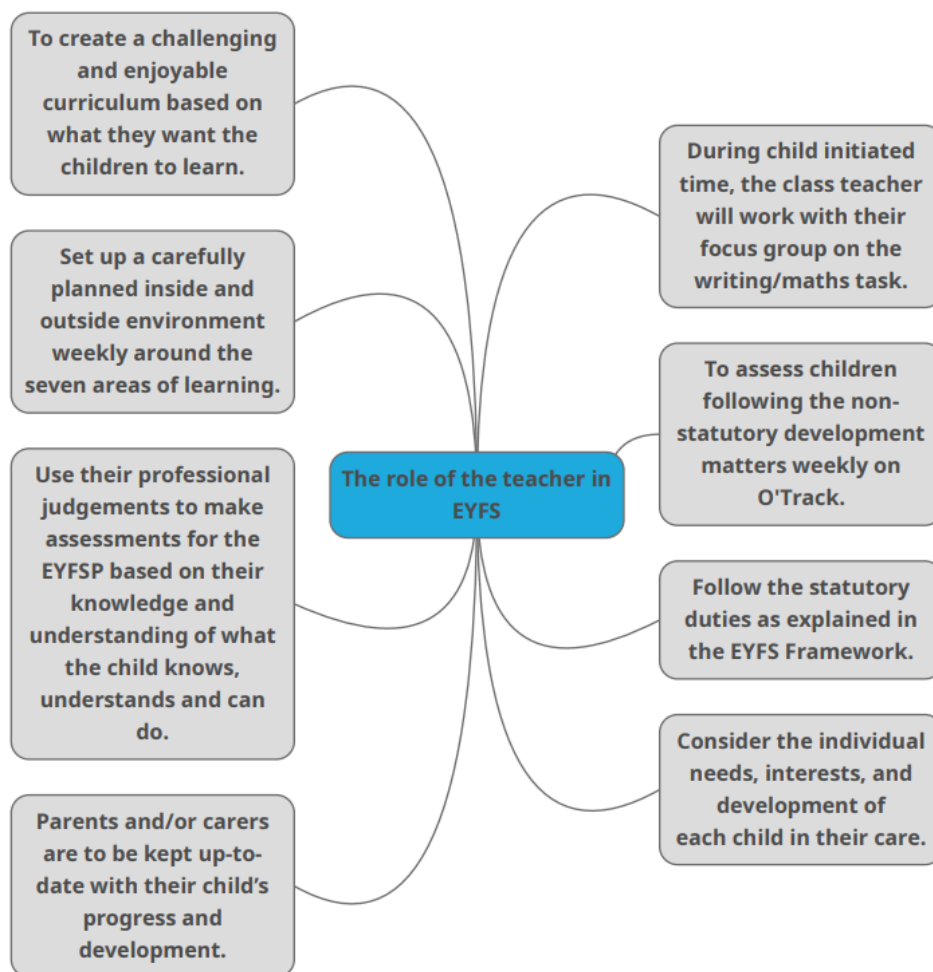 To create a challenging
and enjoyable
curriculum based on
what they want the
children to learn.
Set up a carefully
planned inside and
outside environment
weekly around the
seven areas of learning.
Use their professional
judgements to make
assessments for the
EYFSP based on their
knowledge and
understanding of what
the child knows,
understands and can
do.
Parents and/or carers
are to be kept up-to-
date with their child’s
progress and
development.
The role of the teacher in
EYFS
During child initiated
time, the class teacher
will work with their
focus group on the
writing/maths task.
To assess children
following the non-
statutory development
matters weekly on
O'Track.
Follow the statutory
duties as explained in
the EYFS Framework.
Consider the individual
needs, interests, and
development of
each child in their care.